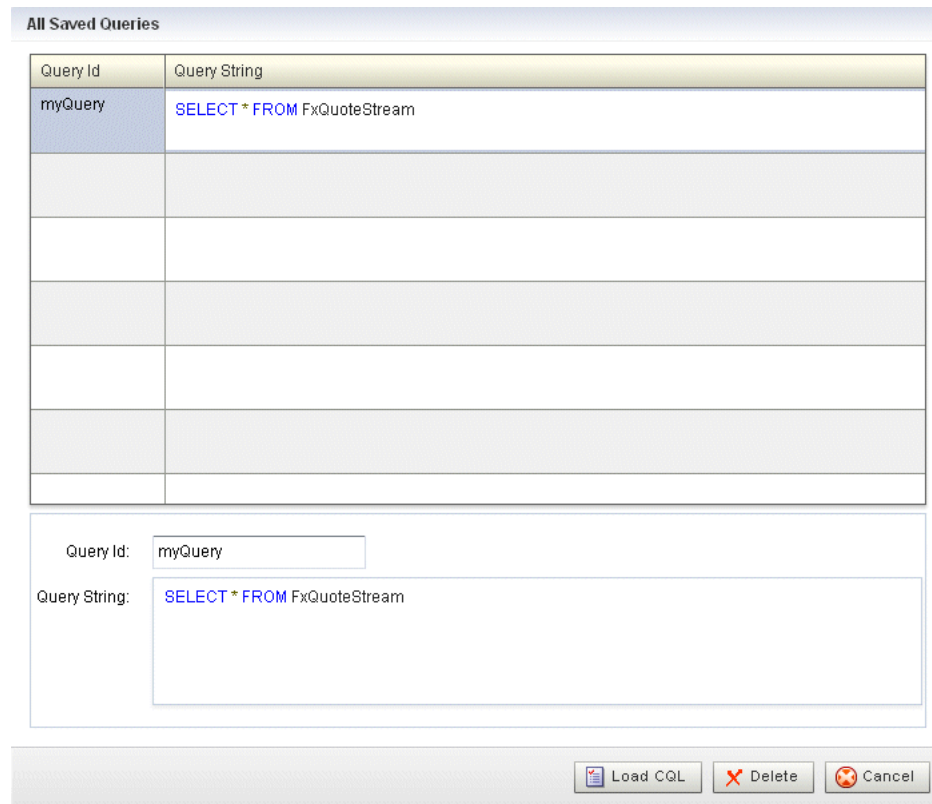 All Saved Queries
Query Id Query String
myQuery SELECT * FROM FxQuoteStream
Query Id: myQuery
Query String: SELECT * FROM FxQuoteStream
Load CQL Delete Cancel